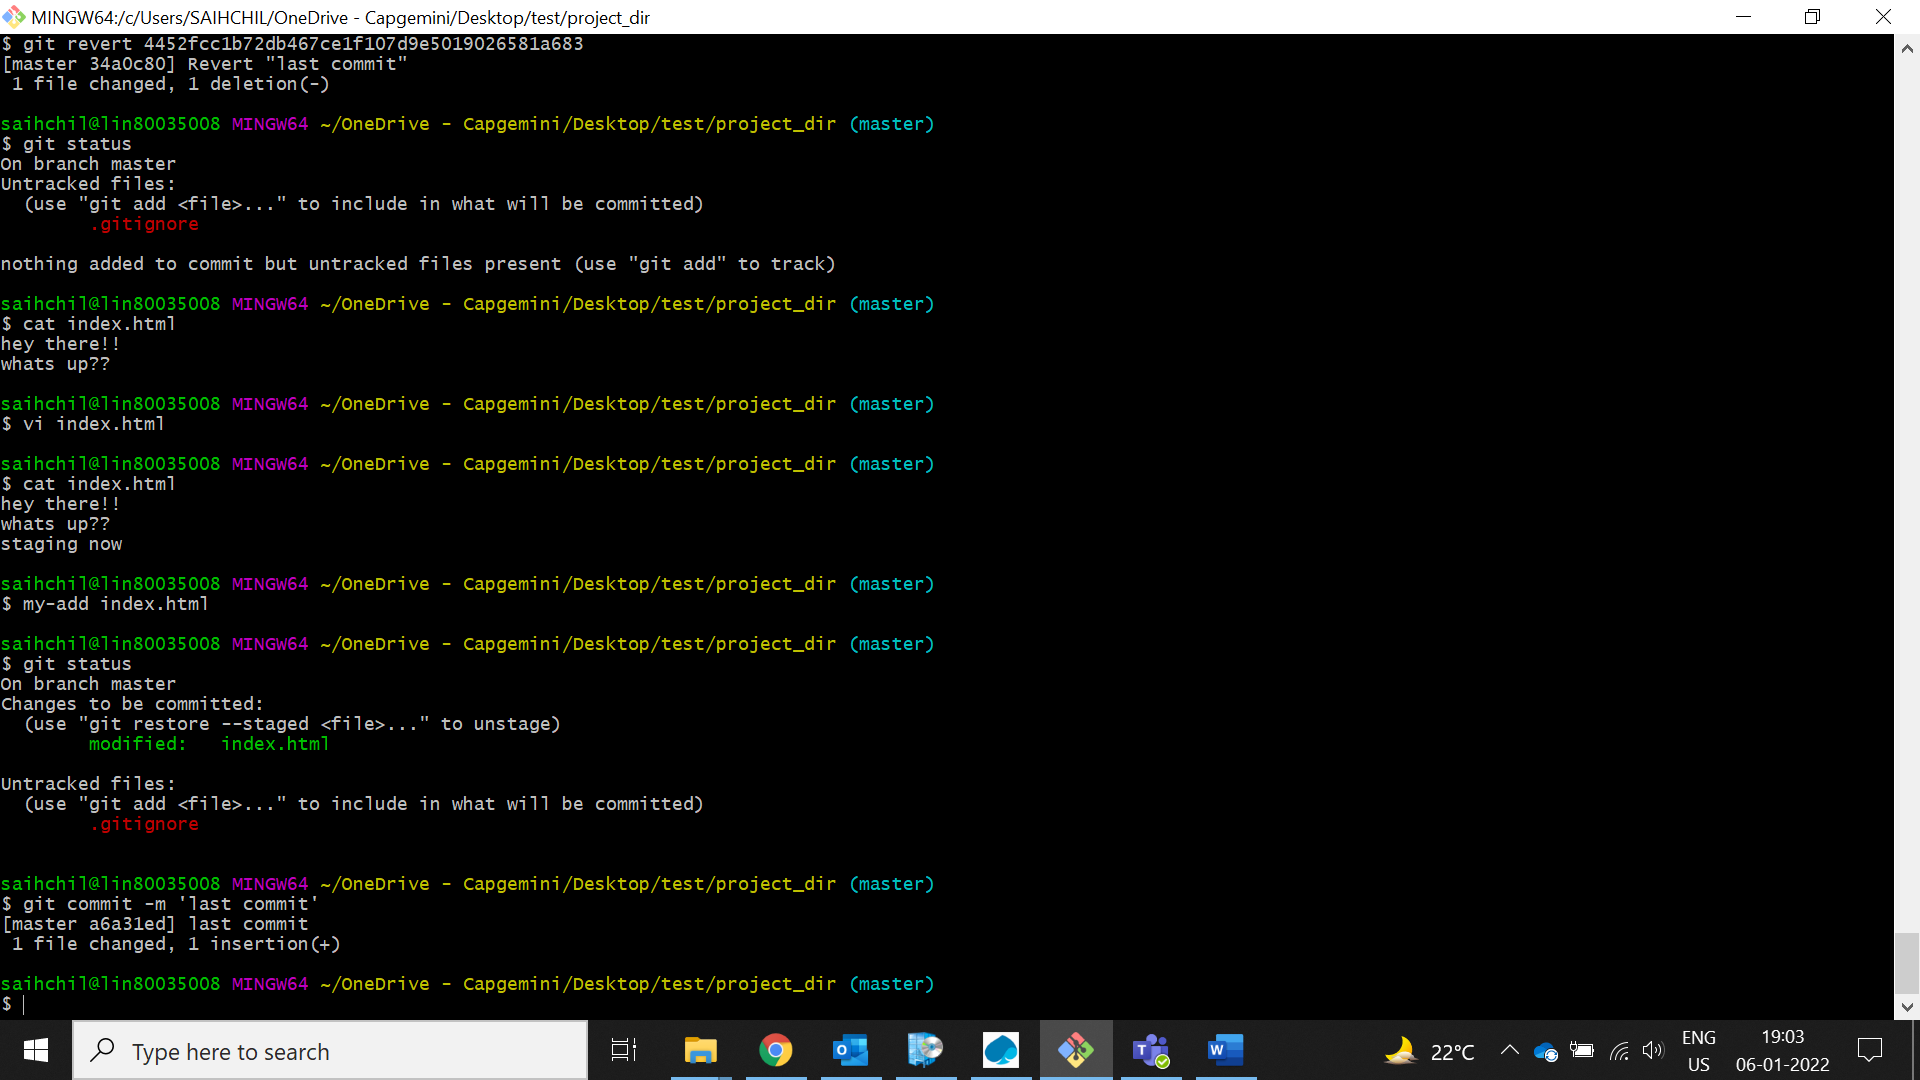 MINGW64:/c/Users/SAIHCHIL/OneDrive - Capgemini/Desktop/test/project_dir
$ git revert 4452fcc1b72db467ce1f107d9e5019026581a683
[master 34a0c80] Revert "last commit"
 1 file changed, 1 deletion(-)
saihchil@lin80035008 MINGW64 ~/OneDrive - Capgemini/Desktop/test/project_dir (master)
$ git status
On branch master
Untracked files:
  (use "git add <file>..." to include in what will be committed)
        .gitignore
nothing added to commit but untracked files present (use "git add" to track)
saihchil@lin80035008 MINGW64 ~/OneDrive - Capgemini/Desktop/test/project_dir (master)
$ cat index.html
hey there!!
whats up??
saihchil@lin80035008 MINGW64 ~/OneDrive - Capgemini/Desktop/test/project_dir (master)
$ vi index.html
saihchil@lin80035008 MINGW64 ~/OneDrive - Capgemini/Desktop/test/project_dir (master)
$ cat index.html
hey there!!
whats up??
staging now
saihchil@lin80035008 MINGW64 ~/OneDrive - Capgemini/Desktop/test/project_dir (master)
$ my-add index.html
saihchil@lin80035008 MINGW64 ~/OneDrive - Capgemini/Desktop/test/project_dir (master)
$ git status
On branch master
Changes to be committed:
  (use "git restore --staged <file>..." to unstage)
        modified:   index.html
Untracked files:
  (use "git add <file>..." to include in what will be committed)
        .gitignore
saihchil@lin80035008 MINGW64 ~/OneDrive - Capgemini/Desktop/test/project_dir (master)
$ git commit -m 'last commit'
[master a6a31ed] last commit
 1 file changed, 1 insertion(+)
saihchil@lin80035008 MINGW64 ~/OneDrive - Capgemini/Desktop/test/project_dir (master)
$
Type here to search
22°C
ENG
US
19:03
06-01-2022